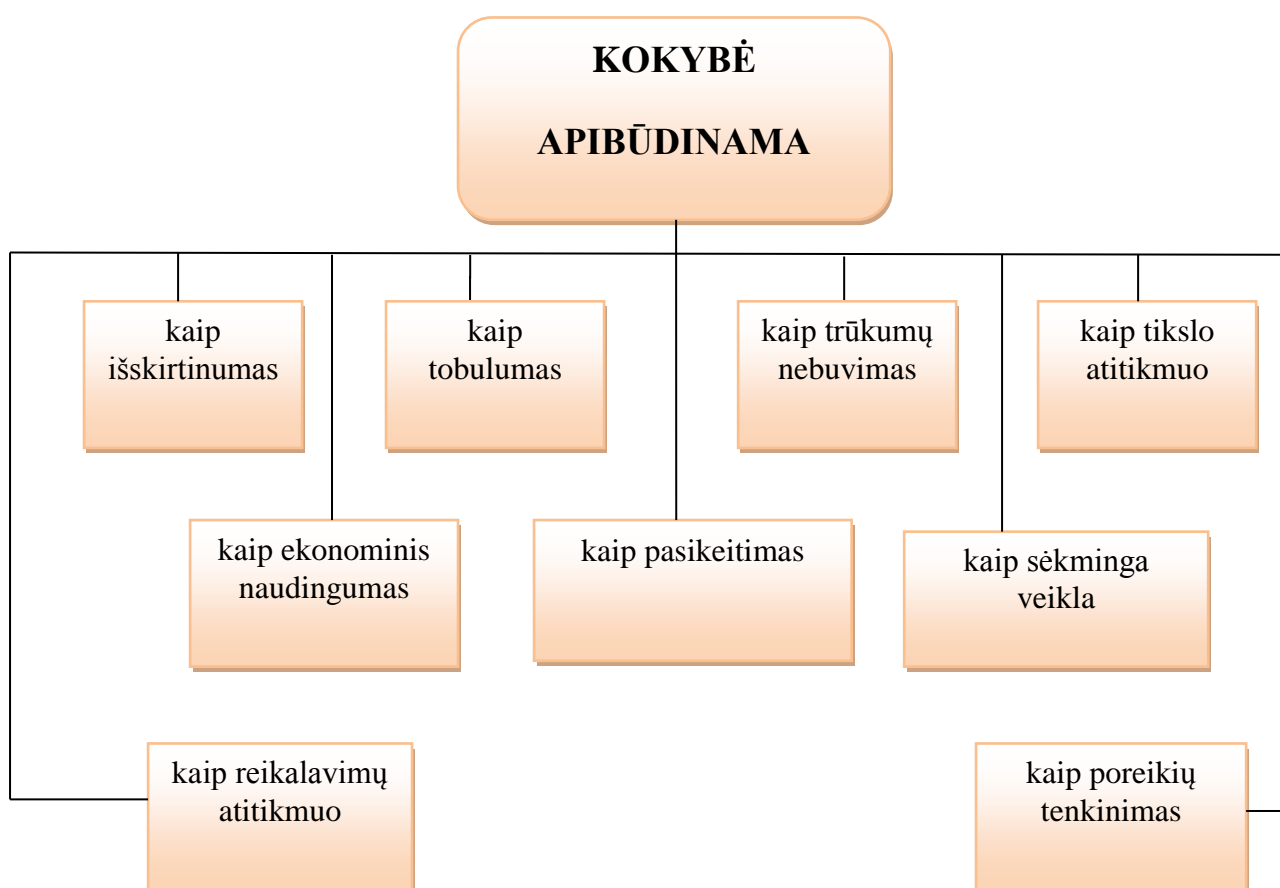 KOKYBĖ
APIBŪDINAMA
kaip
išskirtinumas
kaip
tobulumas
kaip trūkumų
nebuvimas
kaip tikslo
atitikmuo
kaip ekonominis
naudingumas
kaip pasikeitimas
kaip sėkminga
veikla
kaip reikalavimų
atitikmuo
kaip poreikių
tenkinimas